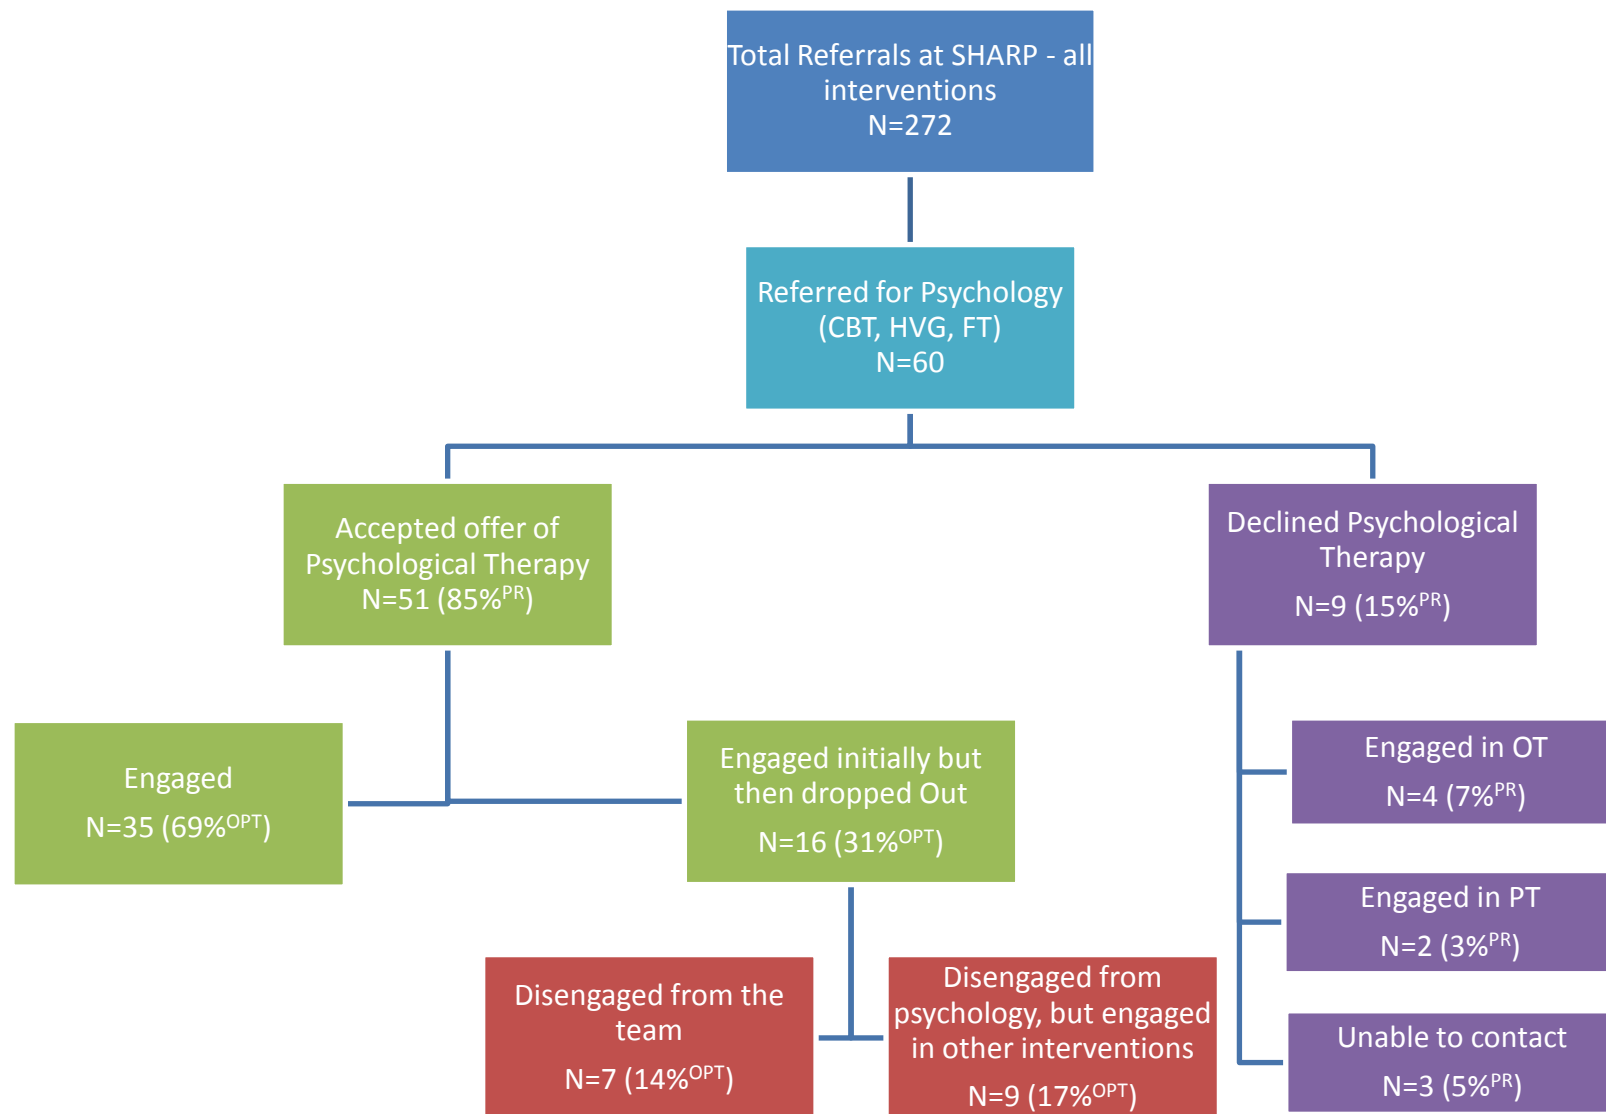 Total Referrals at SHARP - all
interventions
N=272
Referred for Psychology
(CBT, HVG, FT)
N=60
Accepted offer of
Psychological Therapy
N=51 (85%PR)
Declined Psychological
Therapy
N=9 (15%PR)
Engaged
N=35 (69%OPT)
Engaged initially but
then dropped Out
N=16 (31%OPT)
Engaged in OT
N=4 (7%PR)
Engaged in PT
N=2 (3%PR)
Unable to contact
N=3 (5%PR)
Disengaged from the
team
N=7 (14%OPT)
Disengaged from
psychology, but engaged
in other interventions
N=9 (17%OPT)